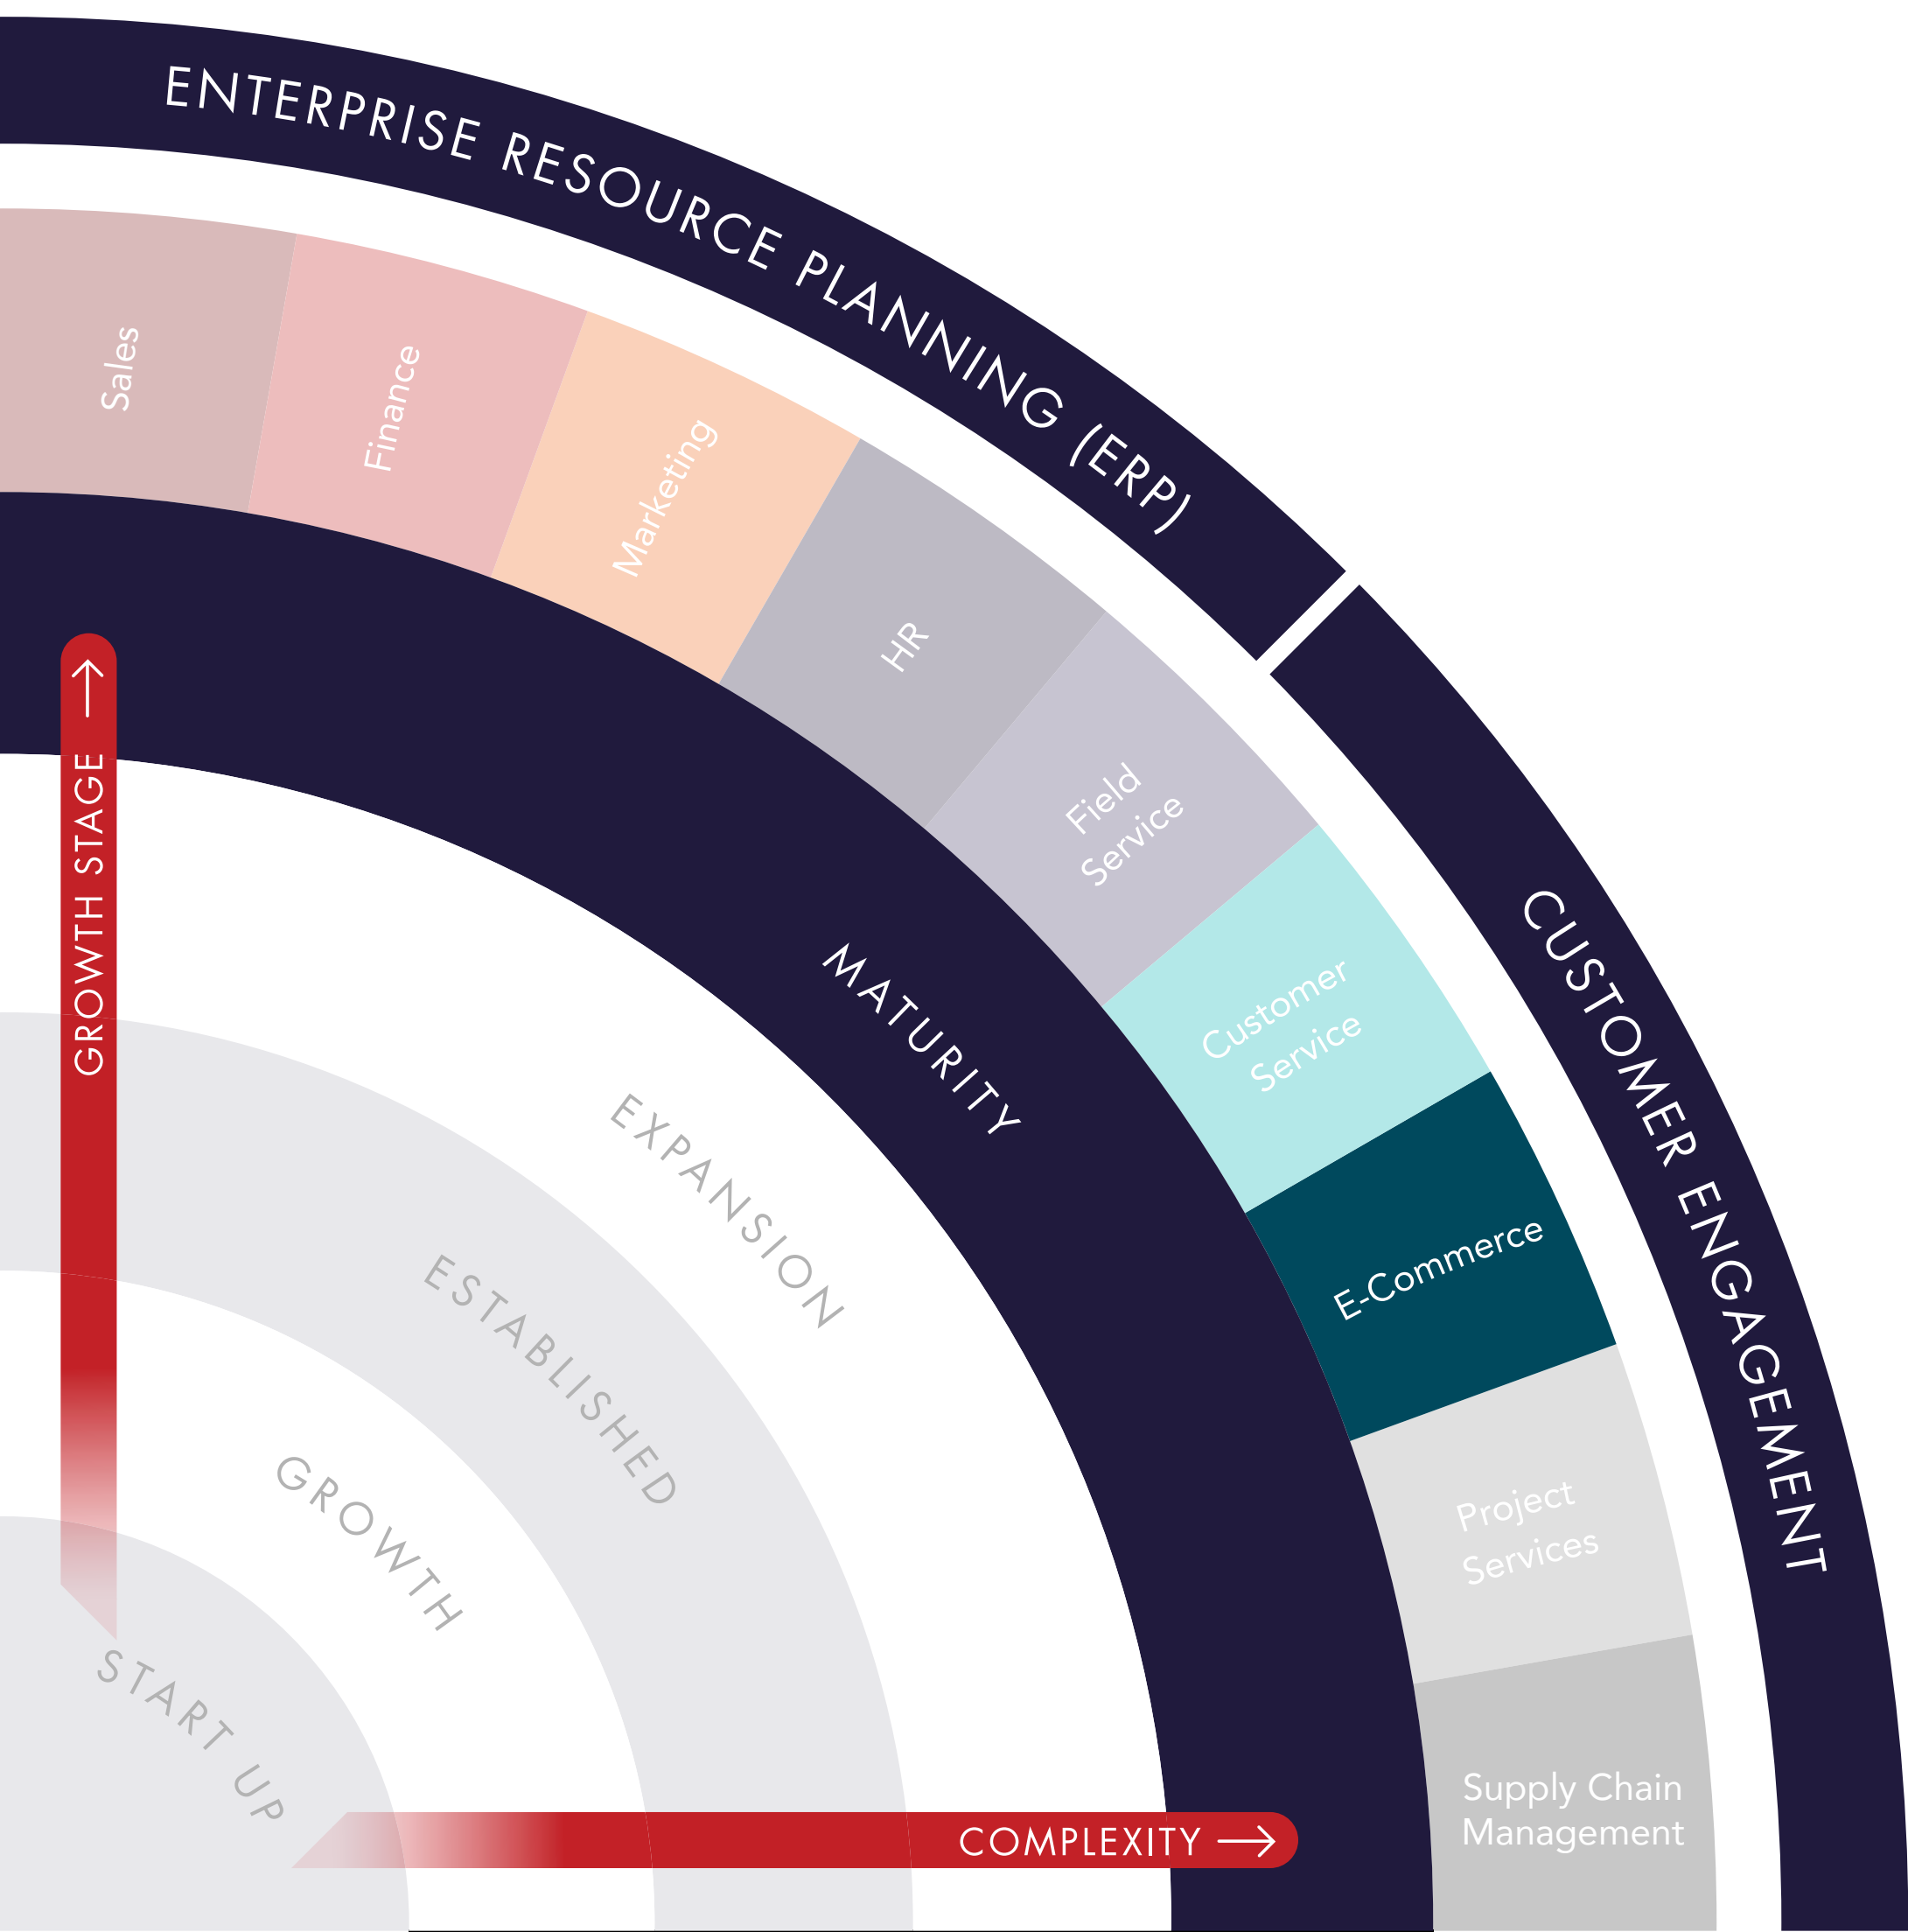 ENTERPRISE RESOURCE PLANNING (ERP)
CUSTOMER ENGAGEMENT
Sales
Finance
Marketing
HR
Field
Service
Customer
Service
E-Commerce
Project
Services
Supply Chain
Management
MATURITY
EXPANSION
ESTABLISHED
GROWTH
START UP
GROWTH STAGE
COMPLEXITY